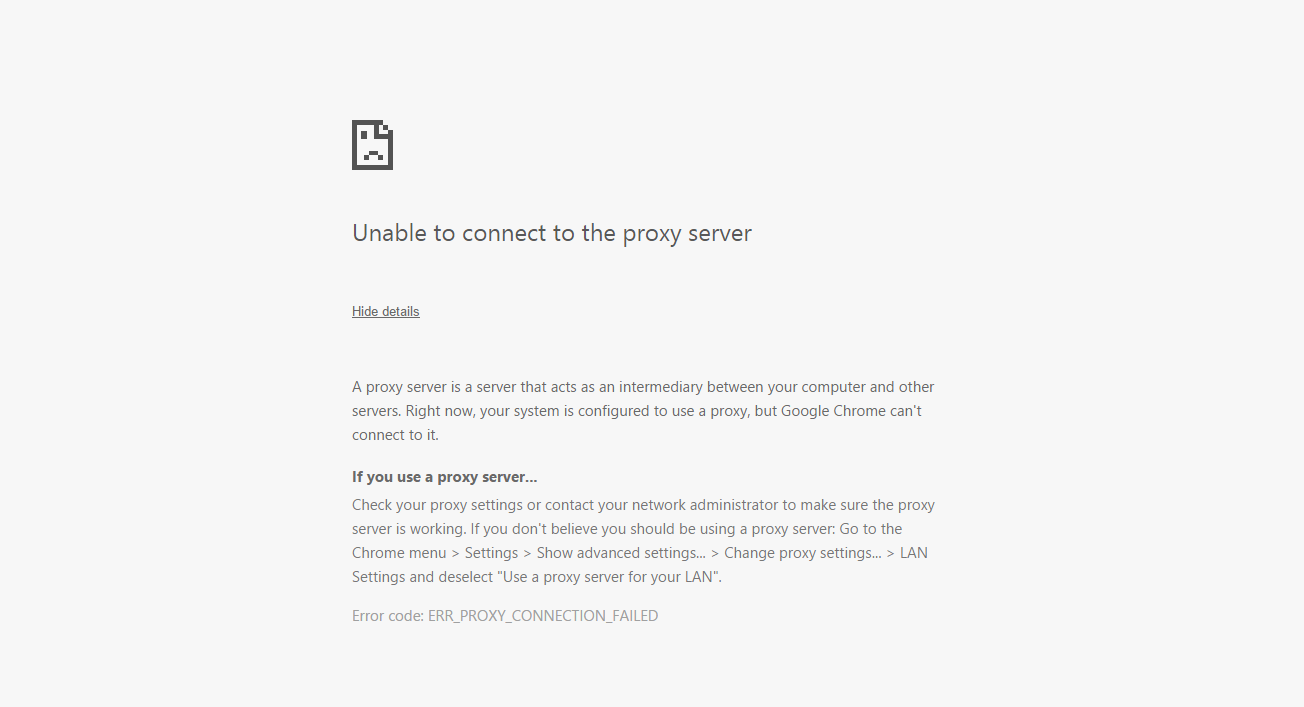 Unable to connect to the proxy server
Hide details
A proxy server is a server that acts as an intermediary between your computer and other
servers. Right now, your system is configured to use a proxy, but Google Chrome can't
connect to it.
If you use a proxy server...
Check your proxy settings or contact your network administrator to make sure the proxy
server is working. If you don't believe you should be using a proxy server: Go to the
Chrome menu > Settings > Show advanced settings... > Change proxy settings... > LAN
Settings and deselect "Use a proxy server for your LAN".
Error code: ERR_PROXY_CONNECTION_FAILED